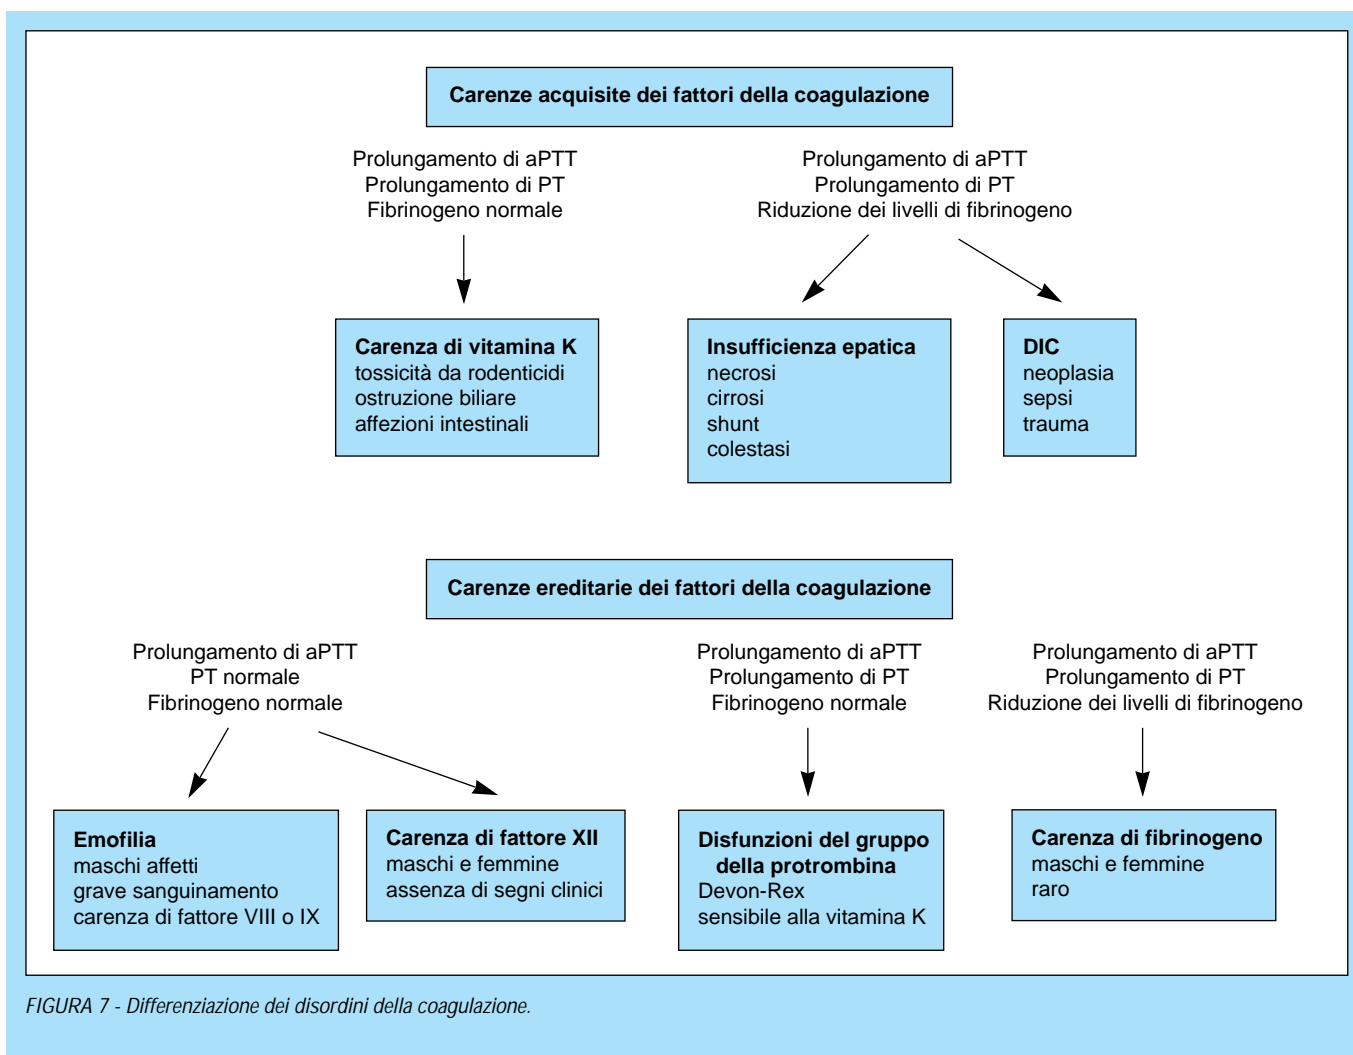 Carenze acquisite dei fattori della coagulazione
Prolungamento di aPTT
Prolungamento di PT
Fibrinogeno normale
Prolungamento di aPTT
Prolungamento di PT
Riduzione dei livelli di fibrinogeno
Carenza di vitamina K
tossicità da rodenticidi
ostruzione biliare
affezioni intestinali
Insufficienza epatica
necrosi
cirrosi
shunt
colestasi
DIC
neoplasia
sepsi
trauma
Carenze ereditarie dei fattori della coagulazione
Prolungamento di aPTT
PT normale
Fibrinogeno normale
Prolungamento di aPTT
Prolungamento di PT
Fibrinogeno normale
Prolungamento di aPTT
Prolungamento di PT
Riduzione dei livelli di fibrinogeno
Emofilia
maschi affetti
grave sanguinamento
carenza di fattore VIII o IX
Carenza di fattore XII
maschi e femmine
assenza di segni clinici
Disfunzioni del gruppo
della protrombina
Devon-Rex
sensibile alla vitamina K
Carenza di fibrinogeno
maschi e femmine
raro
FIGURA 7 - Differenziazione dei disordini della coagulazione.